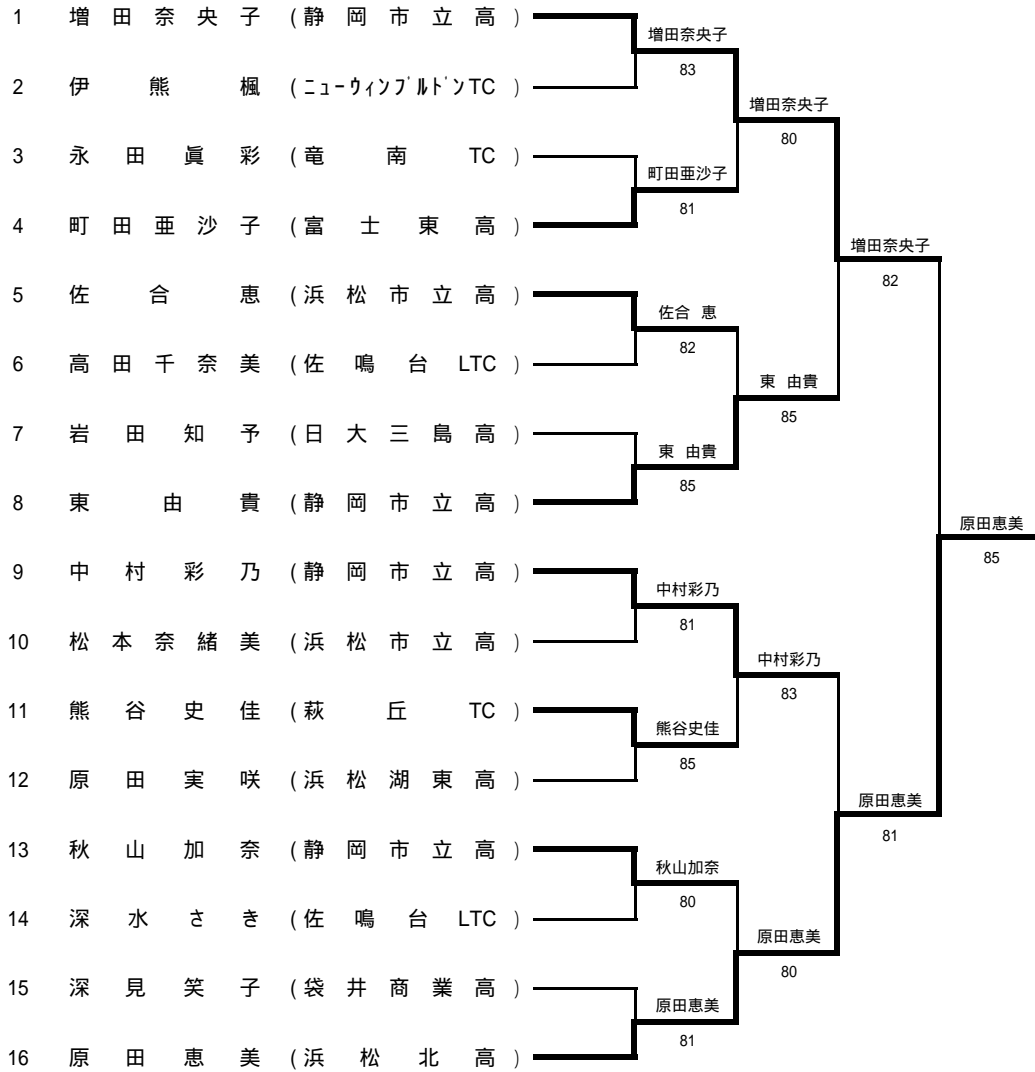 1 増田奈央子 (静岡市立高)
2 伊熊楓 (ニューウィンブルドンTC)
3 永田眞彩 (竜南TC)
4 町田亜沙子 (富士東高)
5 佐合恵 (浜松市立高)
6 高田千奈美 (佐鳴台LTC)
7 岩田知予 (日大三島高)
8 東由貴 (静岡市立高)
9 中村彩乃 (静岡市立高)
10 松本奈緒美 (浜松市立高)
11 熊谷史佳 (萩丘TC)
12 原田実咲 (浜松湖東高)
13 秋山加奈 (静岡市立高)
14 深水さき (佐鳴台LTC)
15 深見笑子 (袋井商業高)
16 原田恵美 (浜松北高)
増田奈央子
83
町田亜沙子
81
佐合 恵
82
東 由貴
85
中村彩乃
81
熊谷史佳
85
秋山加奈
80
原田恵美
81
増田奈央子
80
東 由貴
85
中村彩乃
83
原田恵美
80
増田奈央子
82
原田恵美
81
原田恵美
85